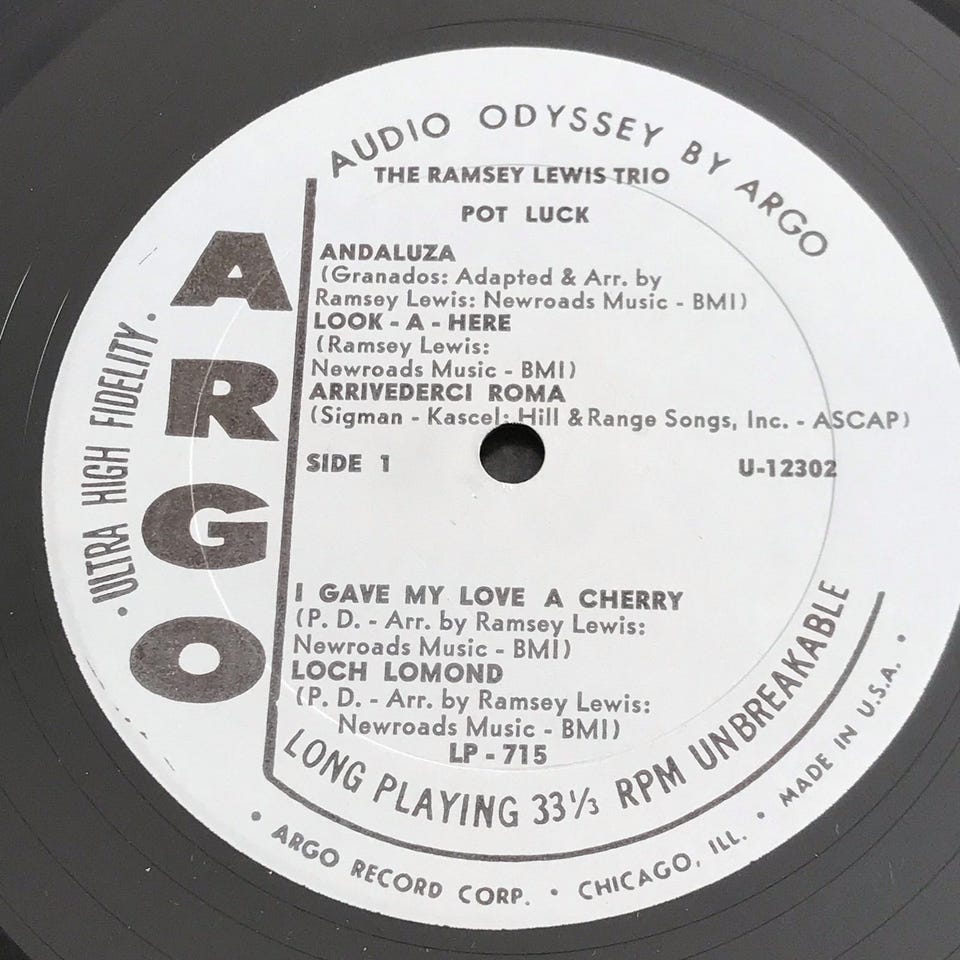 AUDIO ODYSSEY BY ARGO
THE RAMSEY LEWIS TRIO
POT LUCK
ARGO
• ULTRA HIGH FIDELITY •
ANDALUZA
(Granados: Adapted & Arr. by
Ramsey Lewis: Newroads Music - BMI)
LOOK - A - HERE
(Ramsey Lewis:
Newroads Music - BMI)
ARRIVEDERCI ROMA
(Sigman - Kascel: Hill & Range Songs, Inc. - ASCAP)
SIDE 1 U-12302
I GAVE MY LOVE A CHERRY
(P. D. - Arr. by Ramsey Lewis:
Newroads Music - BMI)
LOCH LOMOND
(P. D. - Arr. by Ramsey Lewis:
Newroads Music - BMI)
LP - 715
LONG PLAYING 33 1/3 RPM UNBREAKABLE
• ARGO RECORD CORP. • CHICAGO, ILL. • MADE IN U.S.A. •